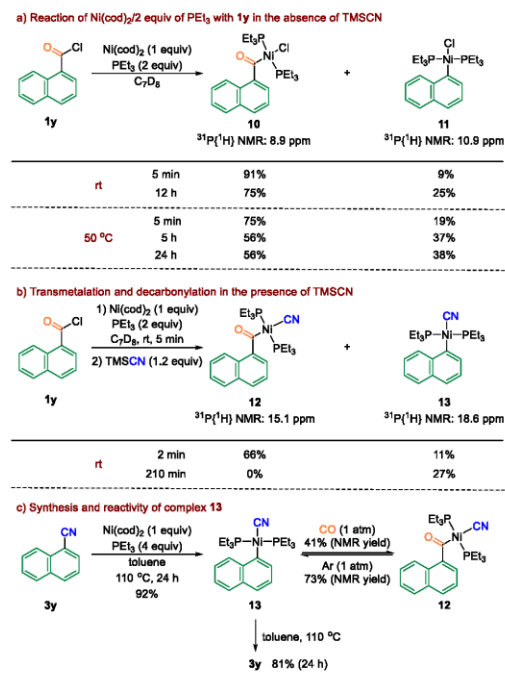 a) Reaction of Ni(cod)₂/2 equiv of PEt₃ with 1y in the absence of TMSCN
O Cl
1y
Ni(cod)₂ (1 equiv)
PEt₃ (2 equiv)
C₇D₈
Et₃P Cl
O Ni
PEt₃
10
³¹P{¹H} NMR: 8.9 ppm
+
Cl
Et₃P–Ni–PEt₃
11
³¹P{¹H} NMR: 10.9 ppm
rt
5 min 91% 9%
12 h 75% 25%
50 °C
5 min 75% 19%
5 h 56% 37%
24 h 56% 38%
b) Transmetalation and decarbonylation in the presence of TMSCN
O Cl
1y
1) Ni(cod)₂ (1 equiv)
PEt₃ (2 equiv)
C₇D₈, rt, 5 min
2) TMSCN (1.2 equiv)
Et₃P CN
O Ni
PEt₃
12
³¹P{¹H} NMR: 15.1 ppm
+
CN
Et₃P–Ni–PEt₃
13
³¹P{¹H} NMR: 18.6 ppm
rt
2 min 66% 11%
210 min 0% 27%
c) Synthesis and reactivity of complex 13
CN
3y
Ni(cod)₂ (1 equiv)
PEt₃ (4 equiv)
toluene
110 °C, 24 h
92%
CN
Et₃P–Ni–PEt₃
13
CO (1 atm)
41% (NMR yield)
Ar (1 atm)
73% (NMR yield)
Et₃P CN
O Ni
PEt₃
12
toluene, 110 °C
3y 81% (24 h)